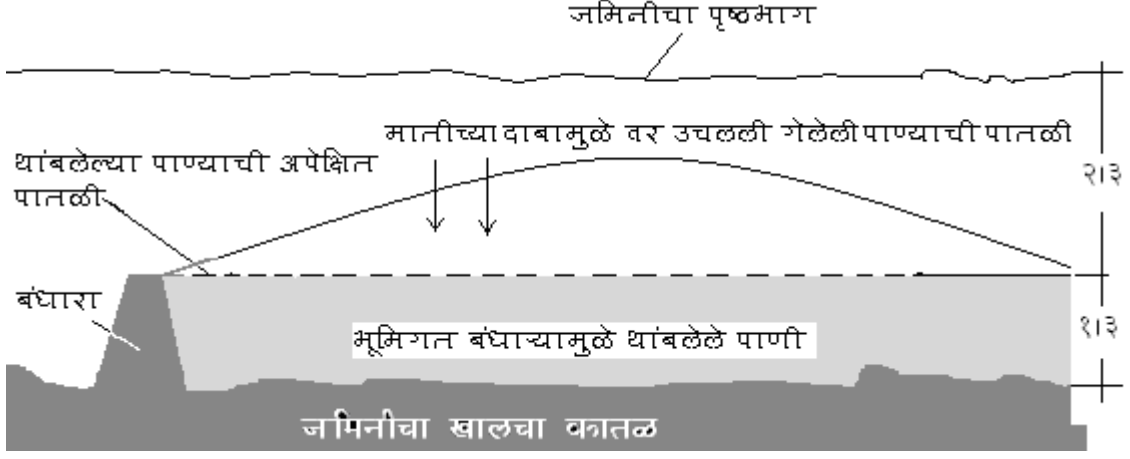 जमिनीचा पृष्ठभाग
मातीच्या दाबामुळे वर उचलली गेलेली पाण्याची पातळी
थांबलेल्या पाण्याची अपेक्षित
पातळी
२।३
बंधारा
१।३
भूमिगत बंधाऱ्यामुळे थांबलेले पाणी
जमिनीचा खालचा कातळ